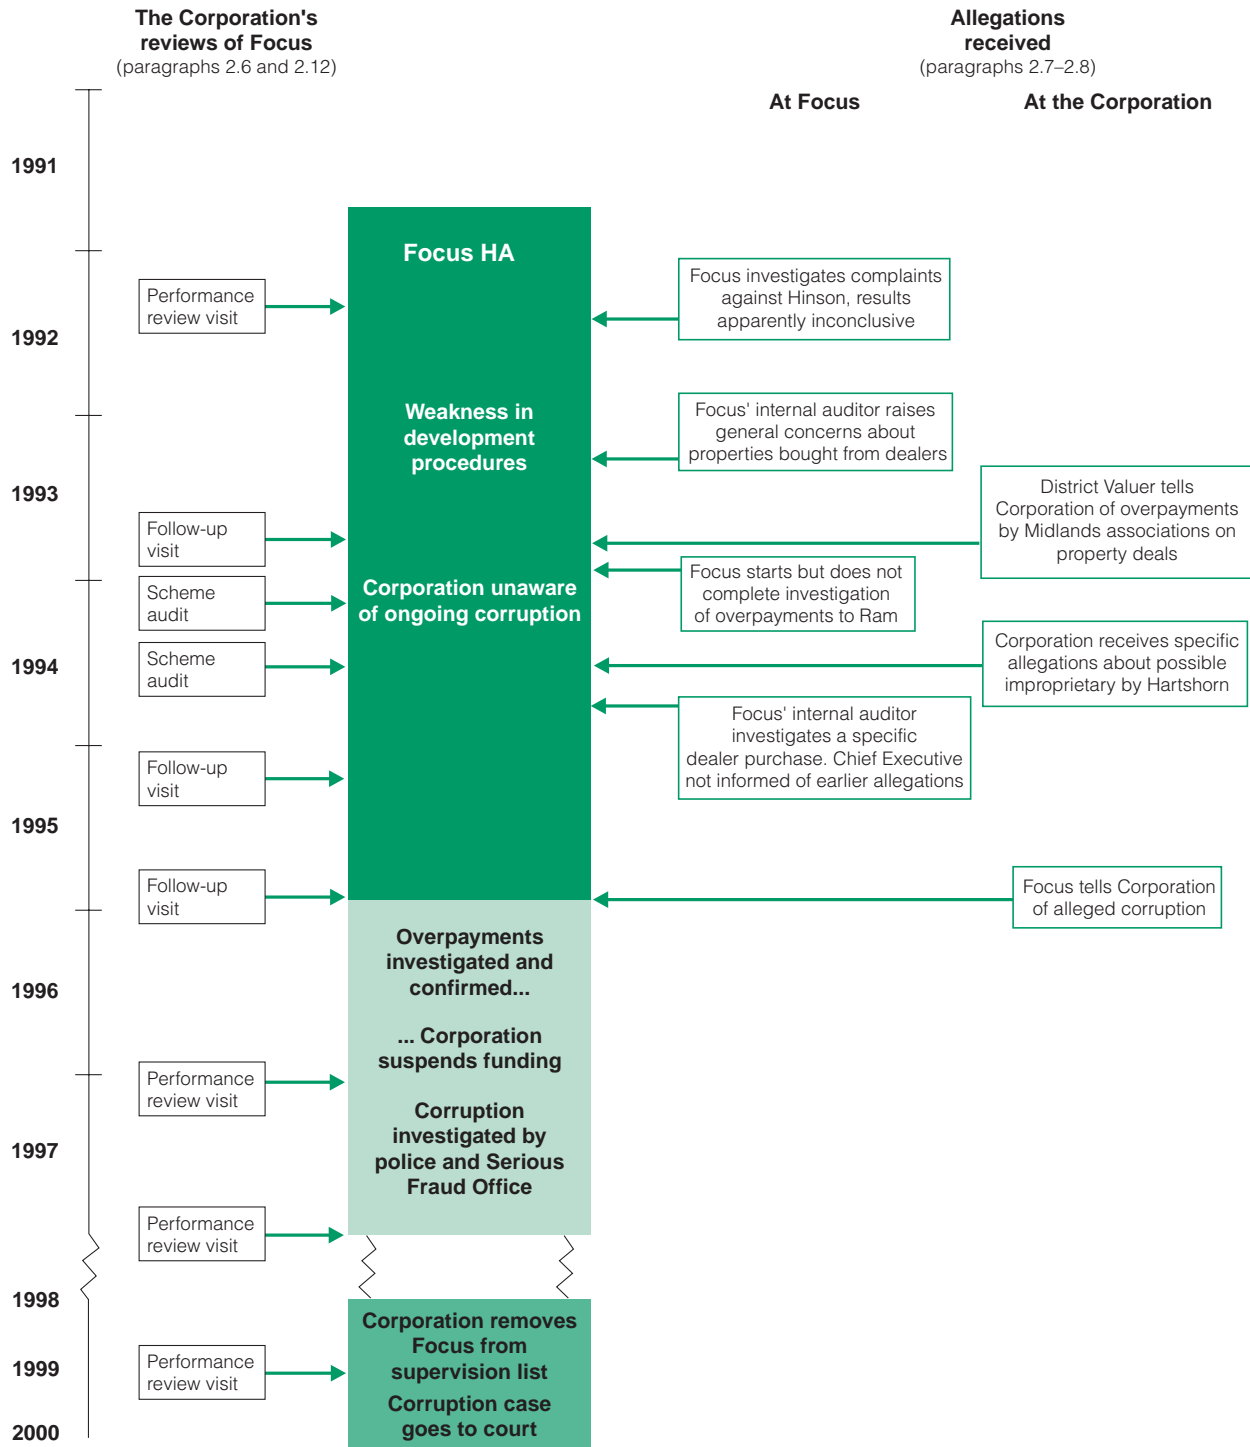 The Corporation's
reviews of Focus
(paragraphs 2.6 and 2.12)
Allegations
received
(paragraphs 2.7–2.8)
At Focus
At the Corporation
1991
Focus HA
Performance
review visit
Focus investigates complaints
against Hinson, results
apparently inconclusive
1992
Weakness in
development
procedures
Focus' internal auditor raises
general concerns about
properties bought from dealers
1993
District Valuer tells
Corporation of overpayments
by Midlands associations on
property deals
Follow-up
visit
Corporation unaware
of ongoing corruption
Focus starts but does not
complete investigation
of overpayments to Ram
Scheme
audit
1994
Scheme
audit
Corporation receives specific
allegations about possible
improprietary by Hartshorn
Focus' internal auditor
investigates a specific
dealer purchase. Chief Executive
not informed of earlier allegations
Follow-up
visit
1995
Follow-up
visit
Focus tells Corporation
of alleged corruption
Overpayments
investigated and
confirmed...
1996
... Corporation
suspends funding
Performance
review visit
Corruption
investigated by
police and Serious
Fraud Office
1997
Performance
review visit
1998
Corporation removes
Focus from
supervision list
1999
Performance
review visit
Corruption case
goes to court
2000